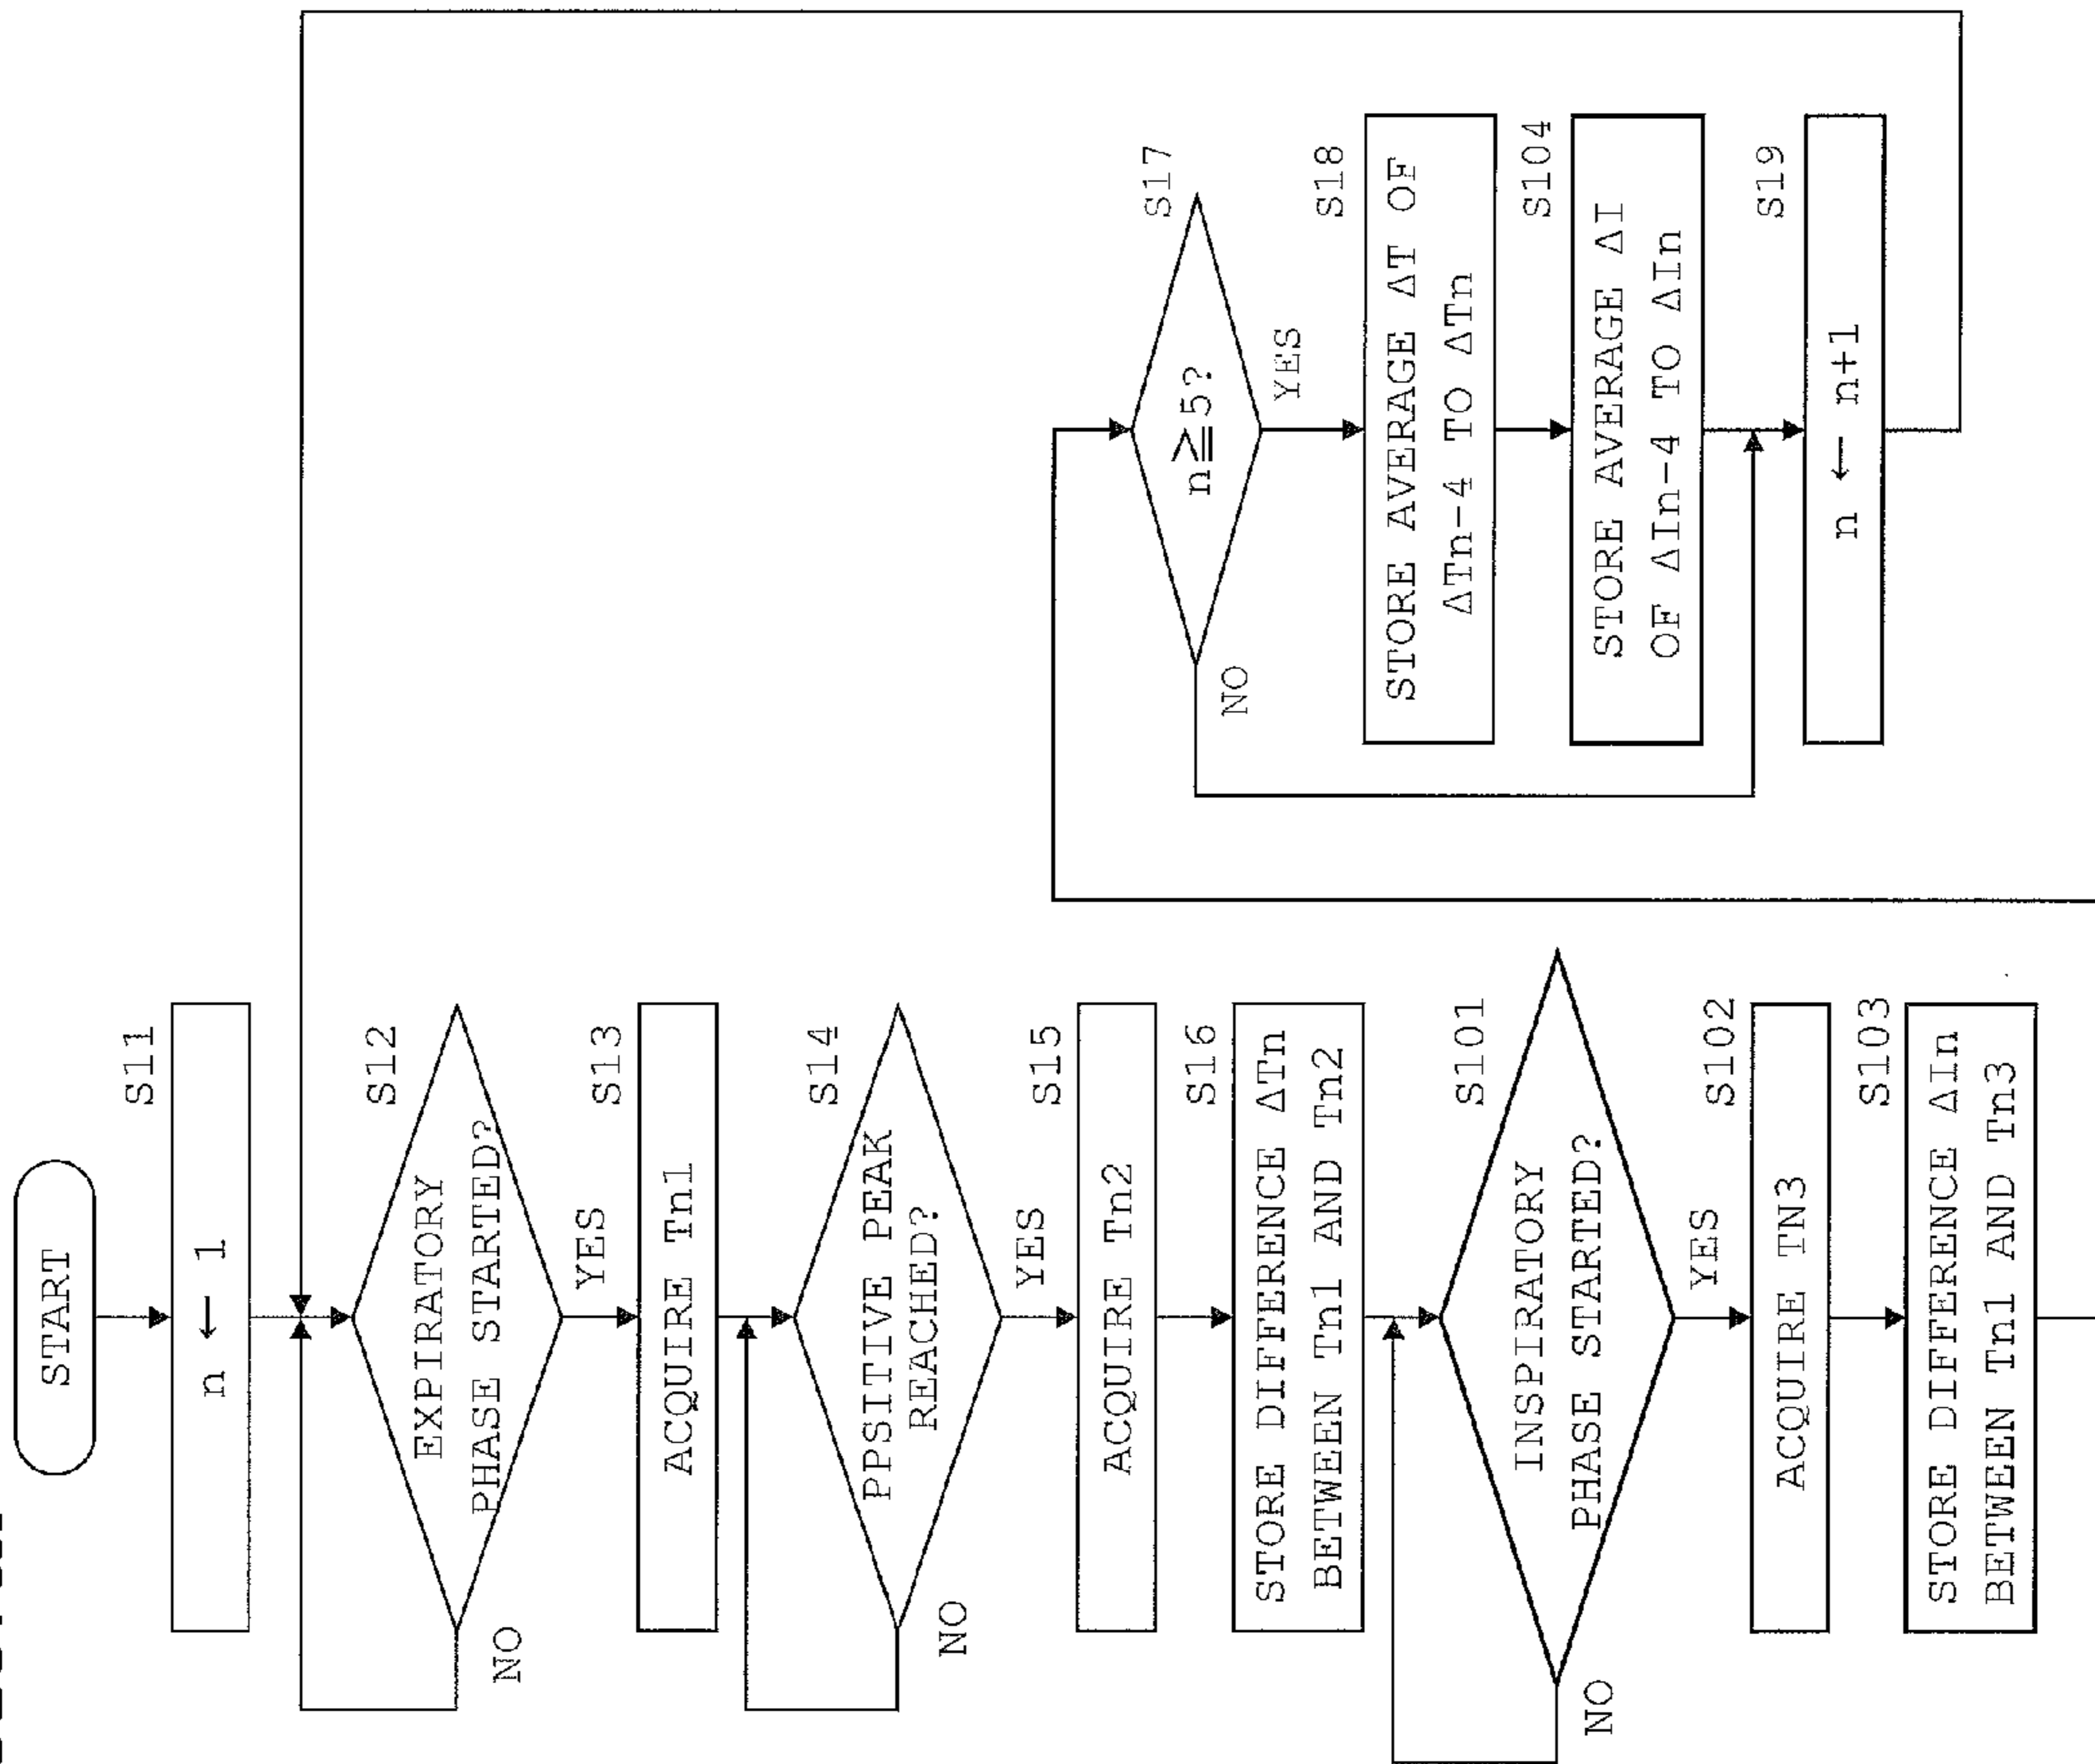 START
S11
n ← 1
S12
EXPIRATORY
PHASE STARTED?
NO
YES
S13
ACQUIRE Tn1
S14
PPSITIVE PEAK
REACHED?
NO
YES
S15
ACQUIRE Tn2
S16
STORE DIFFERENCE ΔTn
BETWEEN Tn1 AND Tn2
S101
INSPIRATORY
PHASE STARTED?
NO
YES
S102
ACQUIRE TN3
S103
STORE DIFFERENCE ΔIn
BETWEEN Tn1 AND Tn3
S17
n≧5?
NO
YES
S18
STORE AVERAGE ΔT OF
ΔTn-4 TO ΔTn
S104
STORE AVERAGE ΔI
OF ΔIn-4 TO ΔIn
S19
n ← n+1